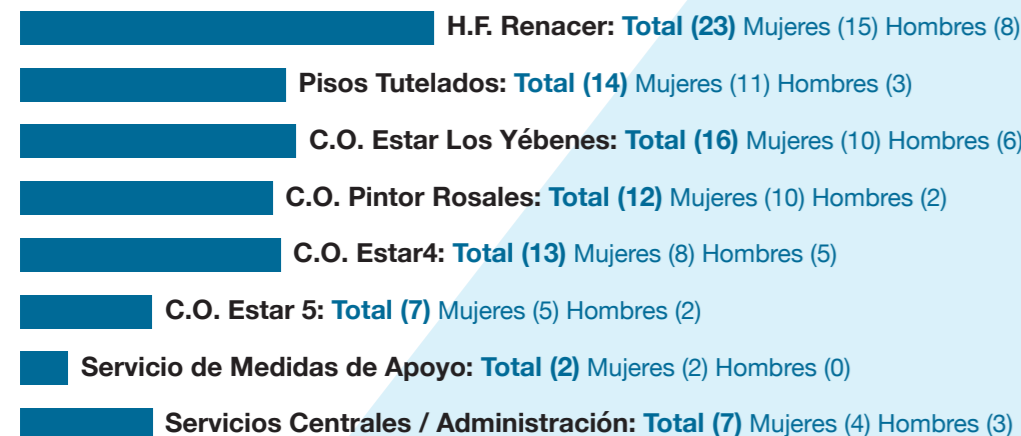 H.F. Renacer: Total (23) Mujeres (15) Hombres (8)
Pisos Tutelados: Total (14) Mujeres (11) Hombres (3)
C.O. Estar Los Yébenes: Total (16) Mujeres (10) Hombres (6)
C.O. Pintor Rosales: Total (12) Mujeres (10) Hombres (2)
C.O. Estar4: Total (13) Mujeres (8) Hombres (5)
C.O. Estar 5: Total (7) Mujeres (5) Hombres (2)
Servicio de Medidas de Apoyo: Total (2) Mujeres (2) Hombres (0)
Servicios Centrales / Administración: Total (7) Mujeres (4) Hombres (3)